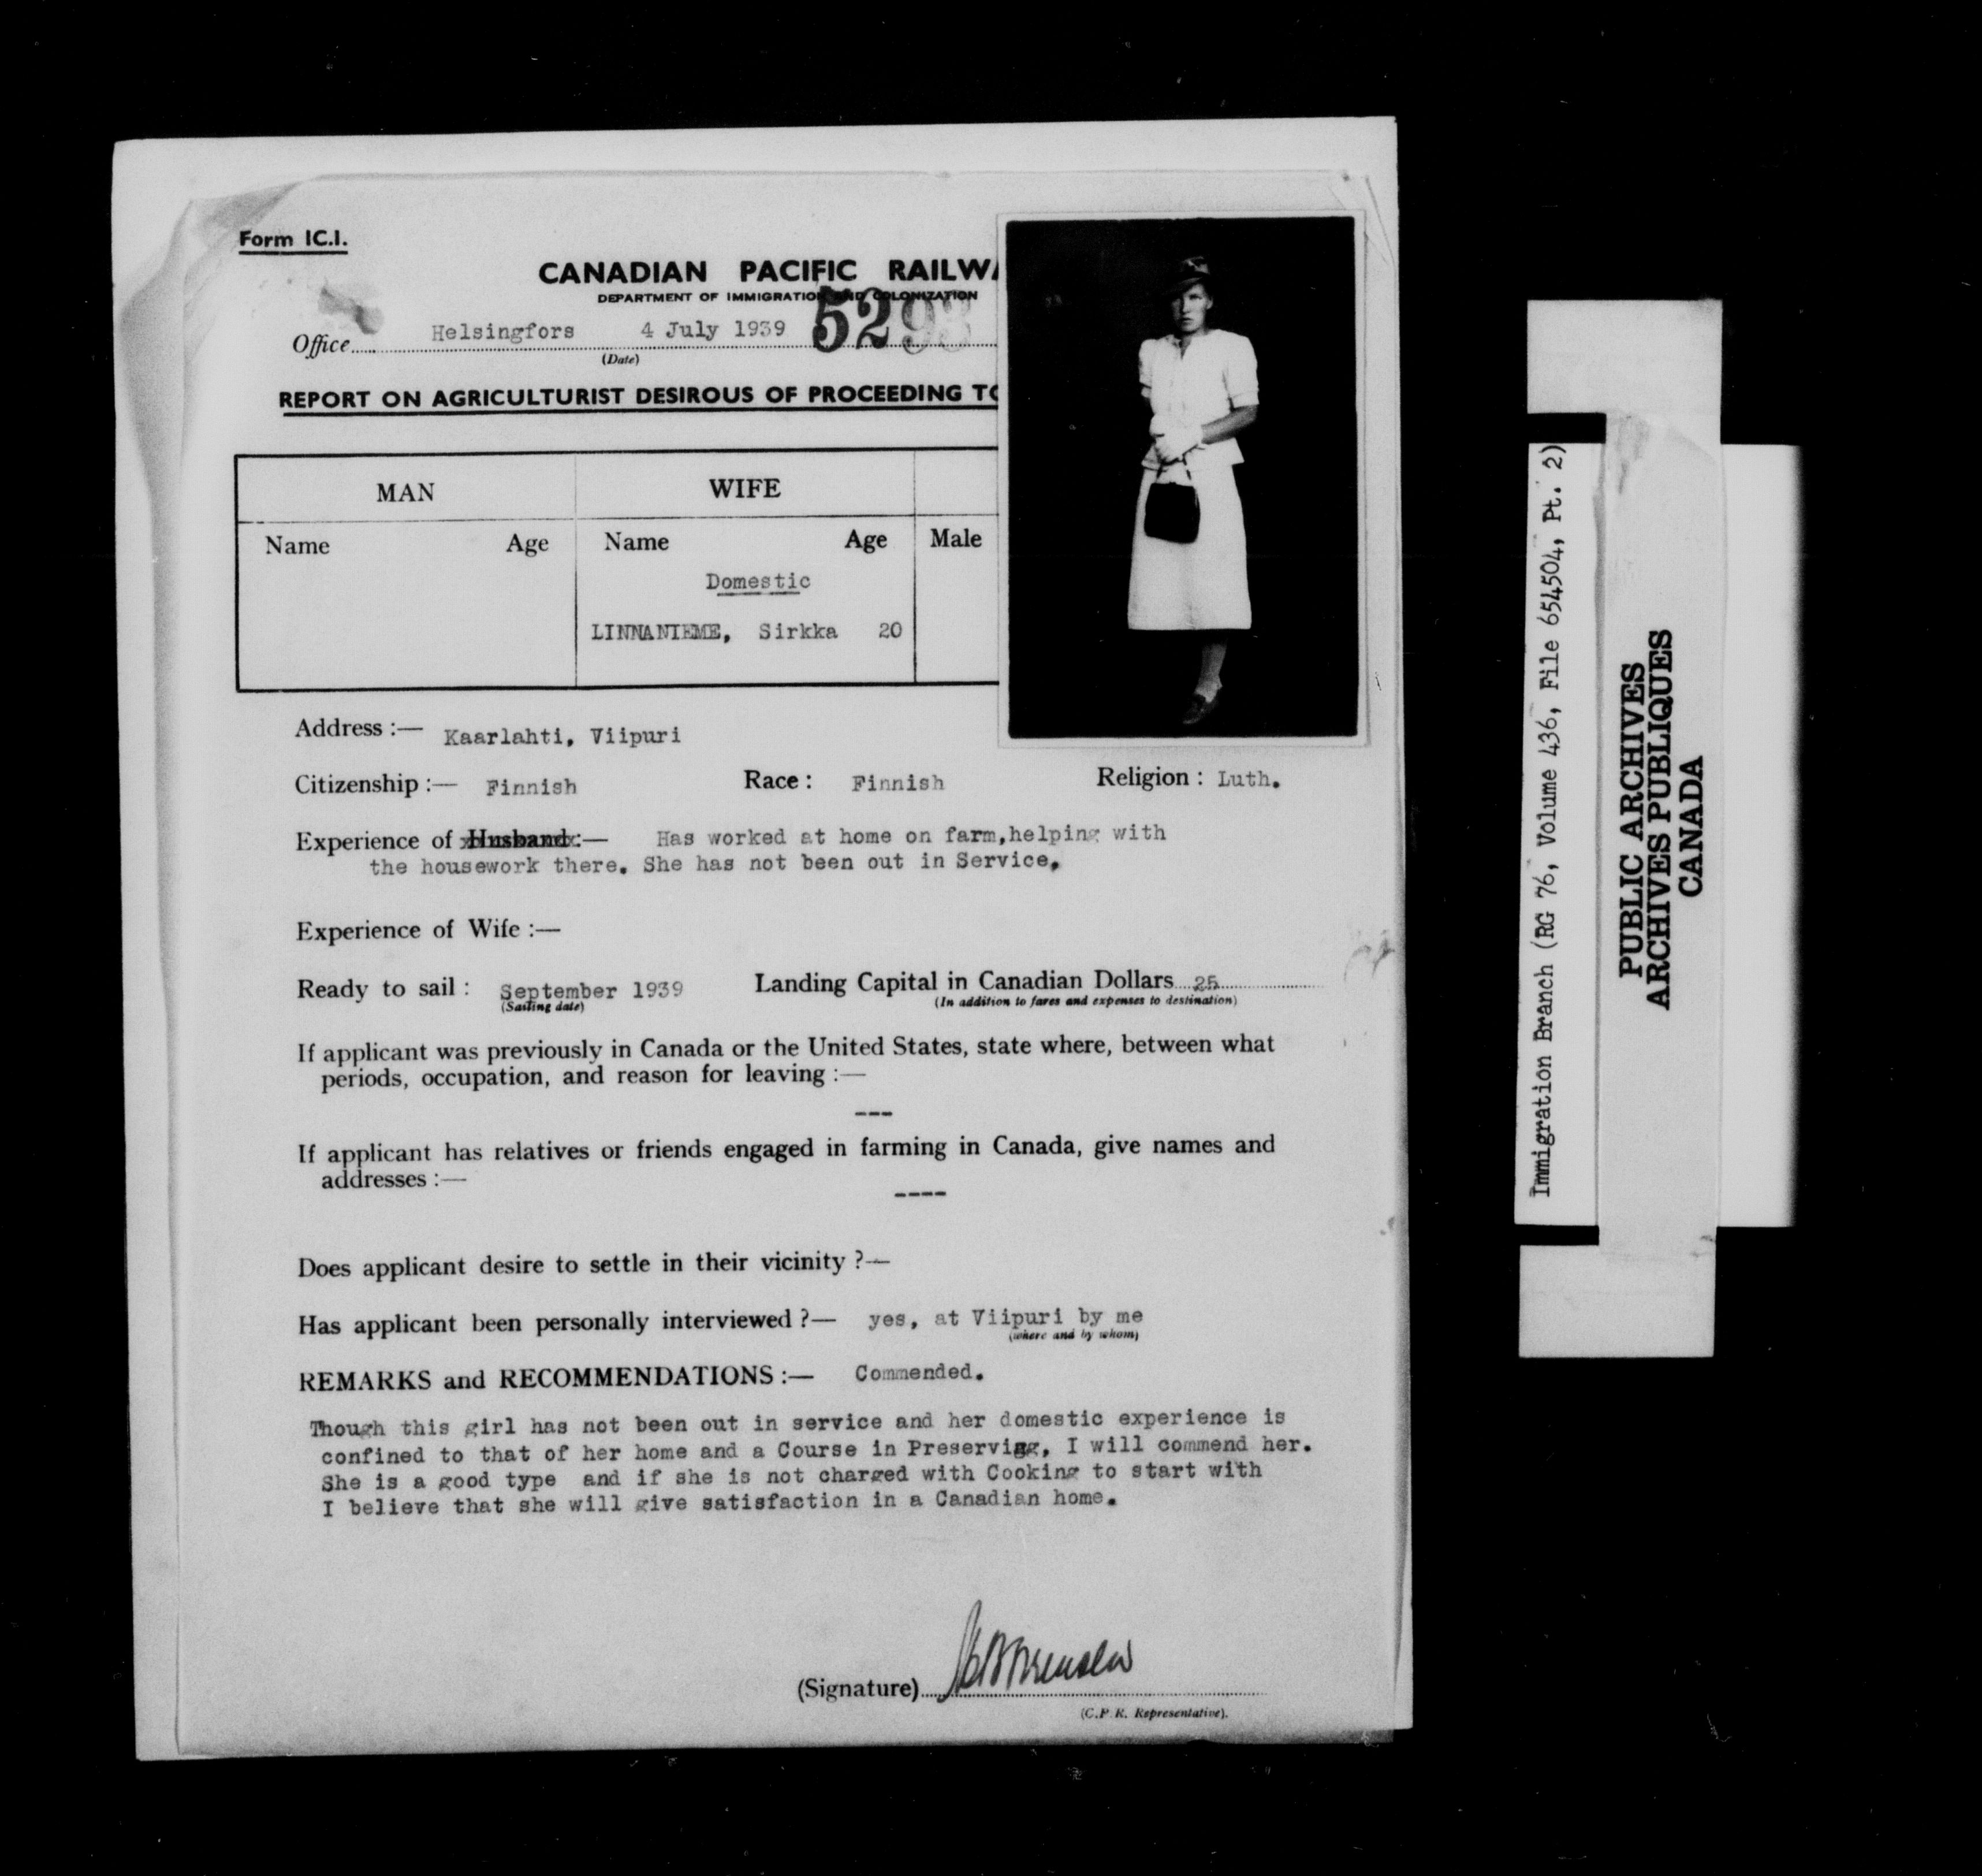 Form IC.1.
CANADIAN PACIFIC RAILWA
DEPARTMENT OF IMMIGRATION AND COLONIZATION
5293
Office Helsingfors 4 July 1939
(Date)
REPORT ON AGRICULTURIST DESIROUS OF PROCEEDING TO
MAN WIFE
Name Age Name Age Male
Domestic
LINNANIEME, Sirkka 20
Address :— Kaarlahti, Viipuri
Citizenship :— Finnish Race : Finnish Religion : Luth.
Experience of Husband :— Has worked at home on farm,helping with
the housework there. She has not been out in Service.
Experience of Wife :—
Ready to sail : September 1939 Landing Capital in Canadian Dollars 25
(Sailing date) (In addition to fares and expenses to destination)
If applicant was previously in Canada or the United States, state where, between what
periods, occupation, and reason for leaving :—
---
If applicant has relatives or friends engaged in farming in Canada, give names and
addresses :—
----
Does applicant desire to settle in their vicinity ?—
Has applicant been personally interviewed ?— yes, at Viipuri by me
(where and by whom)
REMARKS and RECOMMENDATIONS :— Commended.
Though this girl has not been out in service and her domestic experience is
confined to that of her home and a Course in Preserving, I will commend her.
She is a good type and if she is not charged with Cooking to start with
I believe that she will give satisfaction in a Canadian home.
(Signature)
(C.P.R. Representative).
Immigration Branch (RG 76, Volume 436, File 654504, Pt. 2)
PUBLIC ARCHIVES
ARCHIVES PUBLIQUES
CANADA